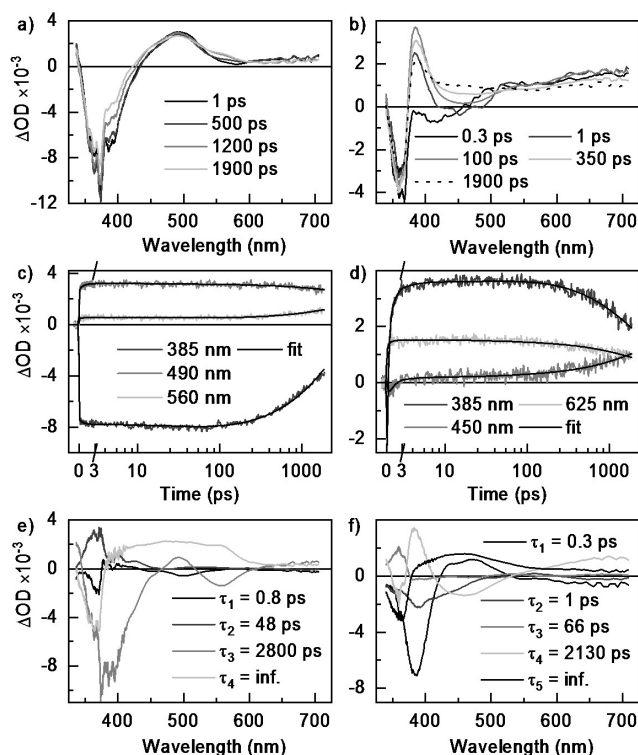 a)
ΔOD ×10⁻³
4
0
-4
-8
-12
1 ps
500 ps
1200 ps
1900 ps
400 500 600 700
Wavelength (nm)
b)
4
2
0
-2
-4
0.3 ps 1 ps
100 ps 350 ps
1900 ps
400 500 600 700
Wavelength (nm)
c)
ΔOD ×10⁻³
4
0
-4
-8
385 nm fit
490 nm
560 nm
0 3 10 100 1000
Time (ps)
d)
2
0
-2
385 nm 625 nm
450 nm fit
0 3 10 100 1000
Time (ps)
e)
ΔOD ×10⁻³
4
0
-4
-8
τ₁ = 0.8 ps
τ₂ = 48 ps
τ₃ = 2800 ps
τ₄ = inf.
400 500 600 700
Wavelength (nm)
f)
4
0
-4
-8
τ₁ = 0.3 ps
τ₂ = 1 ps
τ₃ = 66 ps
τ₄ = 2130 ps
τ₅ = inf.
400 500 600 700
Wavelength (nm)